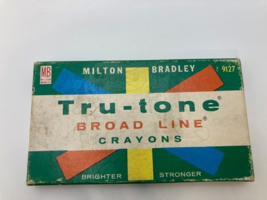 MB
MILTON BRADLEY 9127
Tru-tone®
BROAD LINE®
CRAYONS
BRIGHTER STRONGER